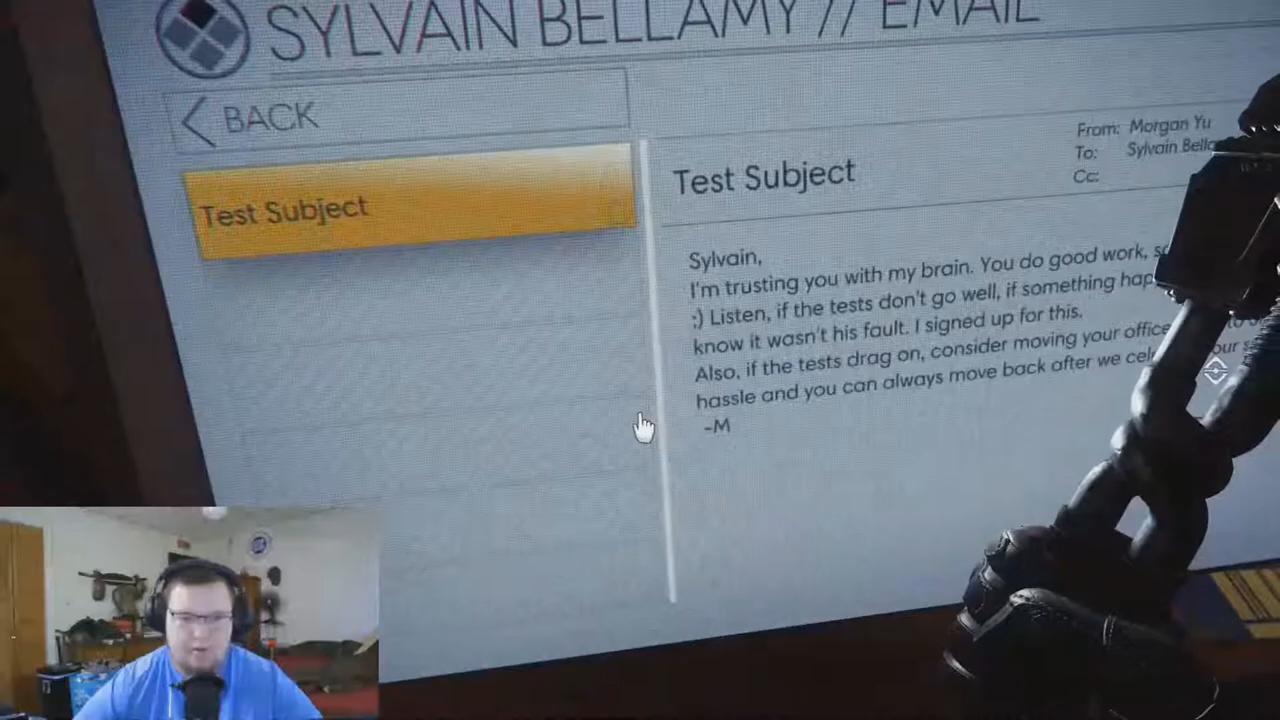 SYLVAIN BELLAMY // EMAIL
BACK
Test Subject
Test Subject
From: Morgan Yu
To: Sylvain
Cc:
Sylvain,
I'm trusting you with my brain. You do good work,
;) Listen, if the tests don't go well, if something
know it wasn't his fault. I signed up for this.
Also, if the tests drag on, consider moving your office
hassle and you can always move back after we
-M